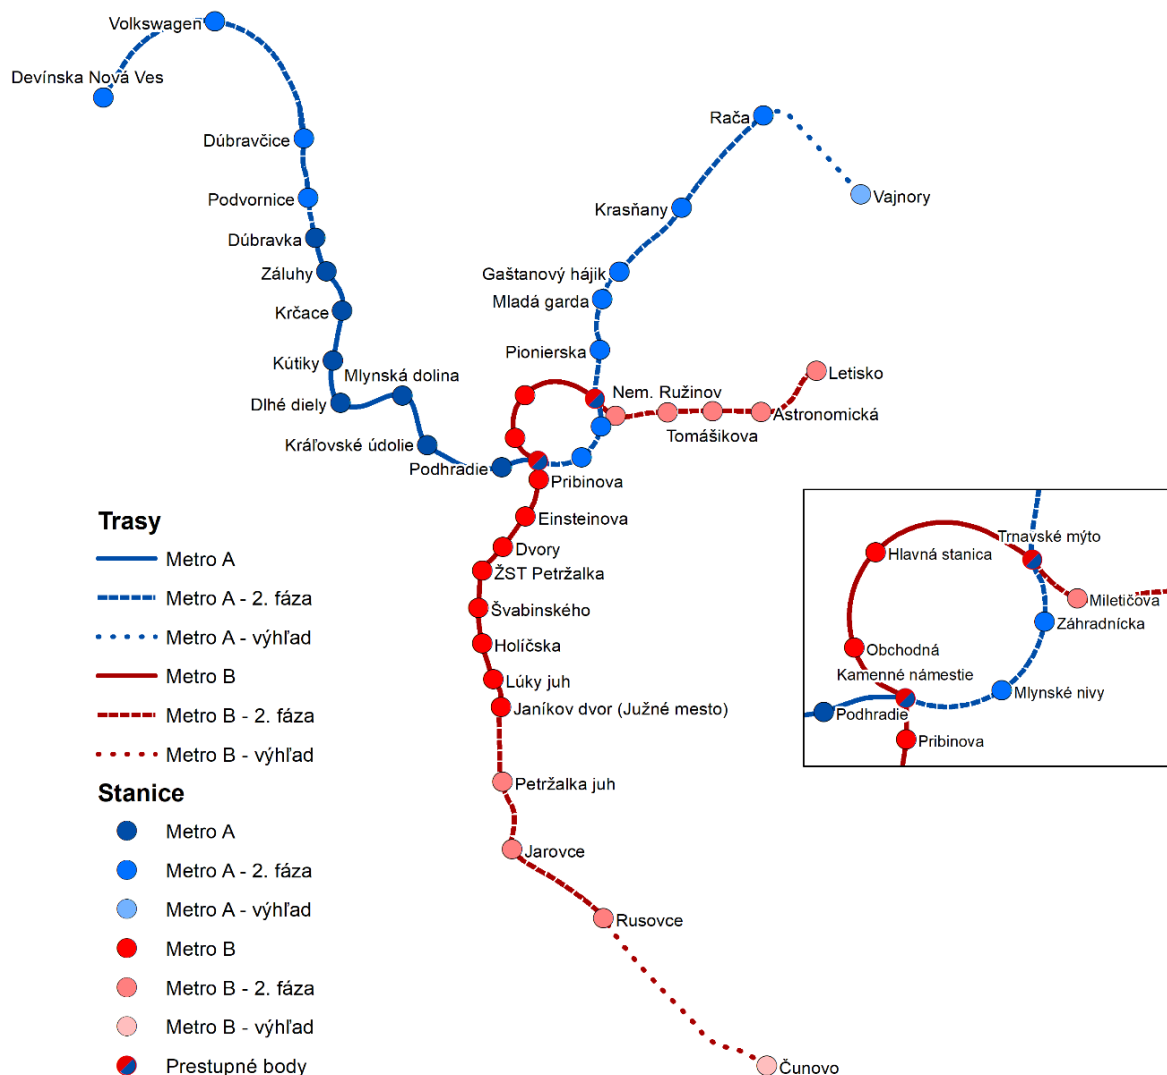 Volkswagen
Devínska Nová Ves
Dúbravčice
Podvornice
Dúbravka
Záluhy
Krčace
Kútiky
Mlynská dolina
Dlhé diely
Kráľovské údolie
Podhradie
Rača
Vajnory
Krasňany
Gaštanový hájik
Mladá garda
Pionierska
Nem. Ružinov
Letisko
Tomášikova
Astronomická
Pribinova
Einsteinova
Dvory
ŽST Petržalka
Švabinského
Holíčska
Lúky juh
Janíkov dvor (Južné mesto)
Petržalka juh
Jarovce
Rusovce
Čunovo
Trasy
Metro A
Metro A - 2. fáza
Metro A - výhľad
Metro B
Metro B - 2. fáza
Metro B - výhľad
Stanice
Metro A
Metro A - 2. fáza
Metro A - výhľad
Metro B
Metro B - 2. fáza
Metro B - výhľad
Prestupné body
Trnavské mýto
Hlavná stanica
Miletičova
Záhradnícka
Obchodná
Kamenné námestie
Mlynské nivy
Podhradie
Pribinova